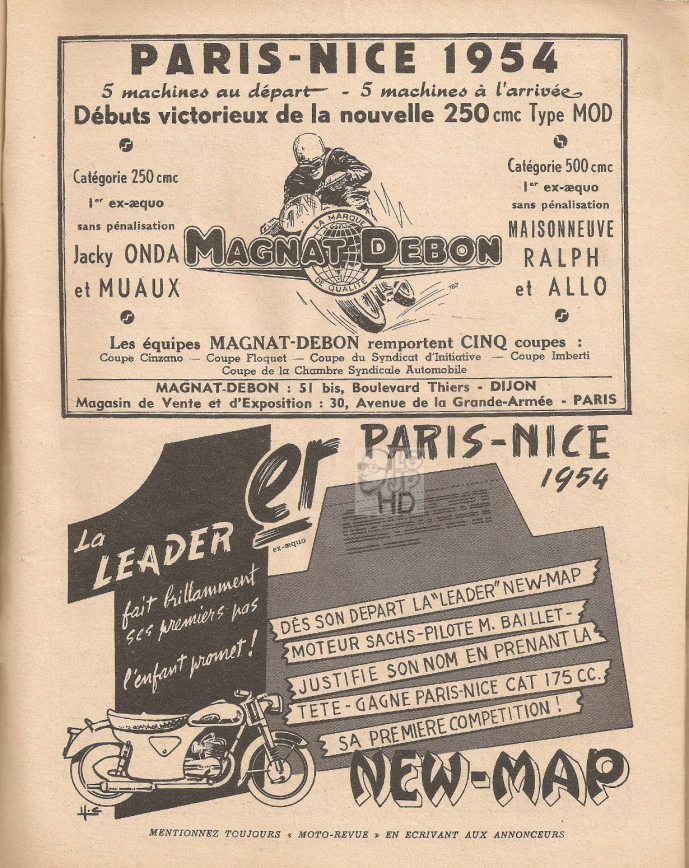 PARIS-NICE 1954
5 machines au départ - 5 machines à l'arrivée
Débuts victorieux de la nouvelle 250 cmc Type MOD
Catégorie 250 cmc
1er ex-æquo
sans pénalisation
Jacky ONDA
et MUAUX
LA MARQUE
MAGNAT-DEBON
DE QUALITÉ
Catégorie 500 cmc
1er ex-æquo
sans pénalisation
MAISONNEUVE
RALPH
et ALLO
Les équipes MAGNAT-DEBON remportent CINQ coupes :
Coupe Cinzano — Coupe Floquet — Coupe du Syndicat d'Initiative — Coupe Imberti
Coupe de la Chambre Syndicale Automobile
MAGNAT-DEBON : 51 bis, Boulevard Thiers - DIJON
Magasin de Vente et d'Exposition : 30, Avenue de la Grande-Armée - PARIS
1er
ex-æquo
PARIS-NICE
1954
HD
La
LEADER
fait brillamment
ses premiers pas
l'enfant promet !
DÈS SON DEPART LA "LEADER" NEW-MAP
MOTEUR SACHS-PILOTE M. BAILLET-
JUSTIFIE SON NOM EN PRENANT LA
TETE - GAGNE PARIS-NICE CAT 175 CC.
SA PREMIERE COMPETITION !
NEW-MAP
H.C
MENTIONNEZ TOUJOURS « MOTO-REVUE » EN ECRIVANT AUX ANNONCEURS